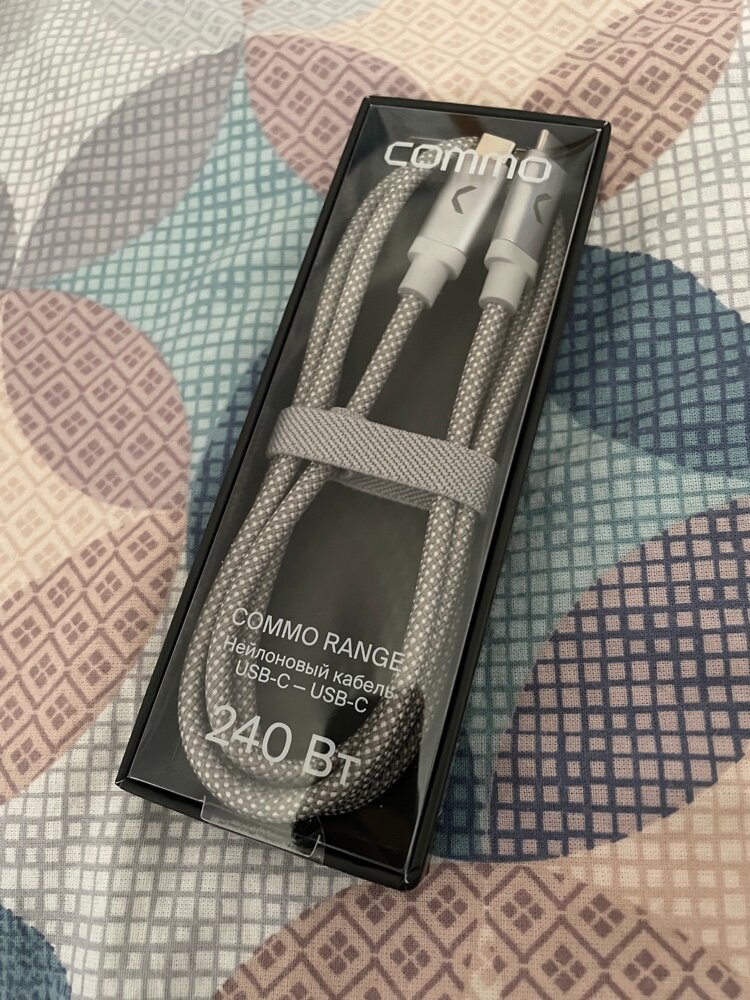 COMMO
COMMO RANGE
Нейлоновый кабель
USB-C – USB-C
240 Вт